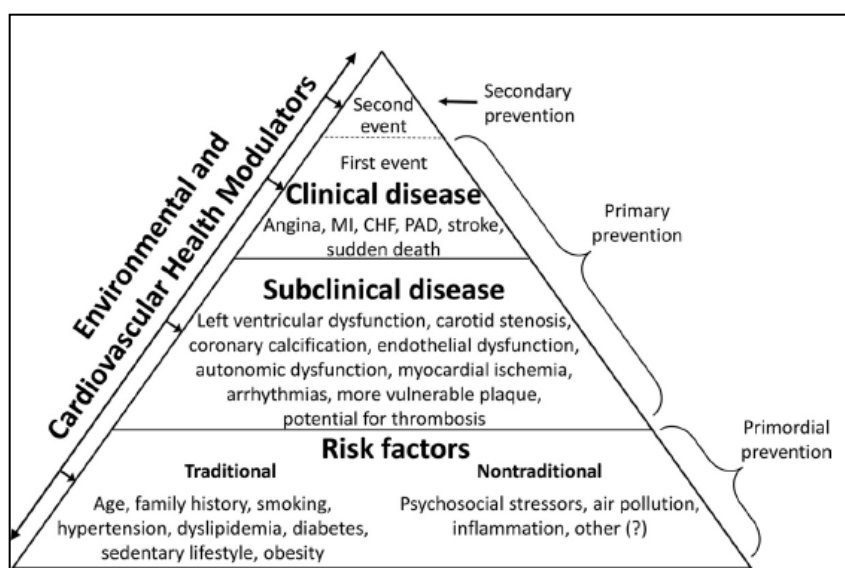 Environmental and
Cardiovascular Health Modulators
Second
event
Secondary
prevention
First event
Clinical disease
Angina, MI, CHF, PAD, stroke,
sudden death
Primary
prevention
Subclinical disease
Left ventricular dysfunction, carotid stenosis,
coronary calcification, endothelial dysfunction,
autonomic dysfunction, myocardial ischemia,
arrhythmias, more vulnerable plaque,
potential for thrombosis
Primordial
prevention
Risk factors
Traditional
Age, family history, smoking,
hypertension, dyslipidemia, diabetes,
sedentary lifestyle, obesity
Nontraditional
Psychosocial stressors, air pollution,
inflammation, other (?)